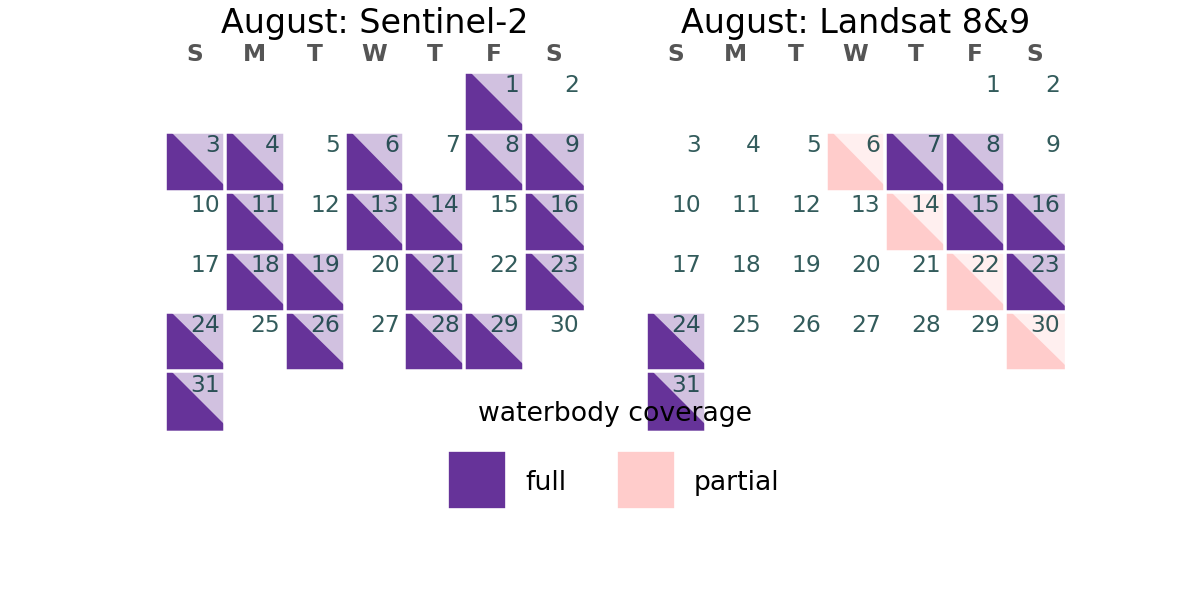 August: Sentinel-2
S M T W T F S
1 2
3 4 5 6 7 8 9
10 11 12 13 14 15 16
17 18 19 20 21 22 23
24 25 26 27 28 29 30
31
August: Landsat 8&9
S M T W T F S
1 2
3 4 5 6 7 8 9
10 11 12 13 14 15 16
17 18 19 20 21 22 23
24 25 26 27 28 29 30
31
waterbody coverage
full
partial